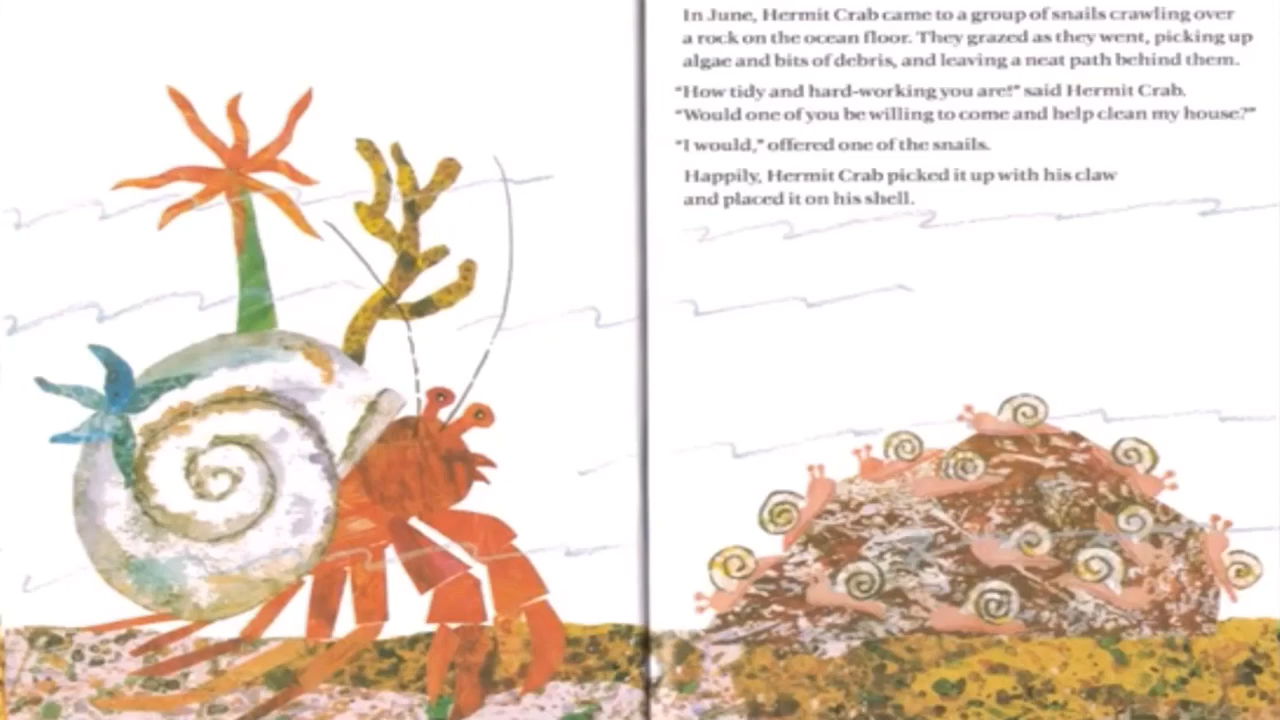 In June, Hermit Crab came to a group of snails crawling over
a rock on the ocean floor. They grazed as they went, picking up
algae and bits of debris, and leaving a neat path behind them.
"How tidy and hard-working you are!" said Hermit Crab.
"Would one of you be willing to come and help clean my house?"
"I would," offered one of the snails.
Happily, Hermit Crab picked it up with his claw
and placed it on his shell.